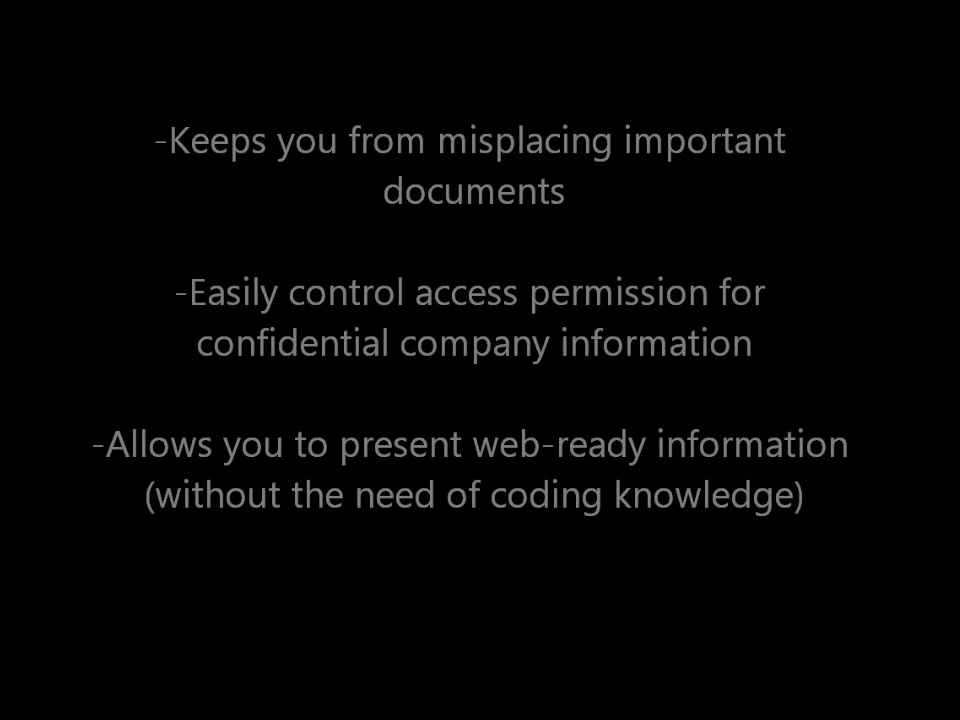 -Keeps you from misplacing important
documents
-Easily control access permission for
confidential company information
-Allows you to present web-ready information
(without the need of coding knowledge)